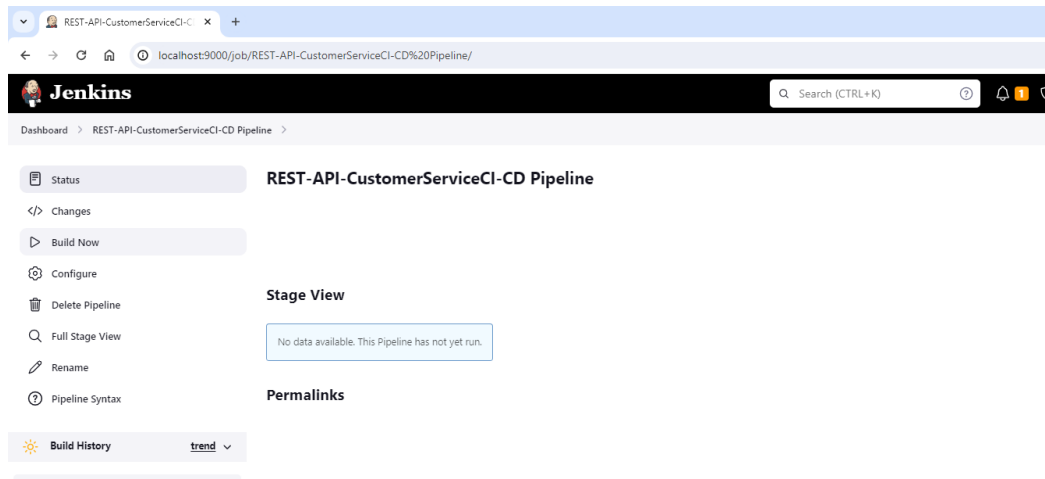 REST-API-CustomerServiceCI-C
localhost:9000/job/REST-API-CustomerServiceCI-CD%20Pipeline/
Jenkins
Search (CTRL+K)
1
Dashboard > REST-API-CustomerServiceCI-CD Pipeline >
Status
REST-API-CustomerServiceCI-CD Pipeline
Changes
Build Now
Configure
Delete Pipeline
Full Stage View
Rename
Pipeline Syntax
Stage View
No data available. This Pipeline has not yet run.
Permalinks
Build History
trend